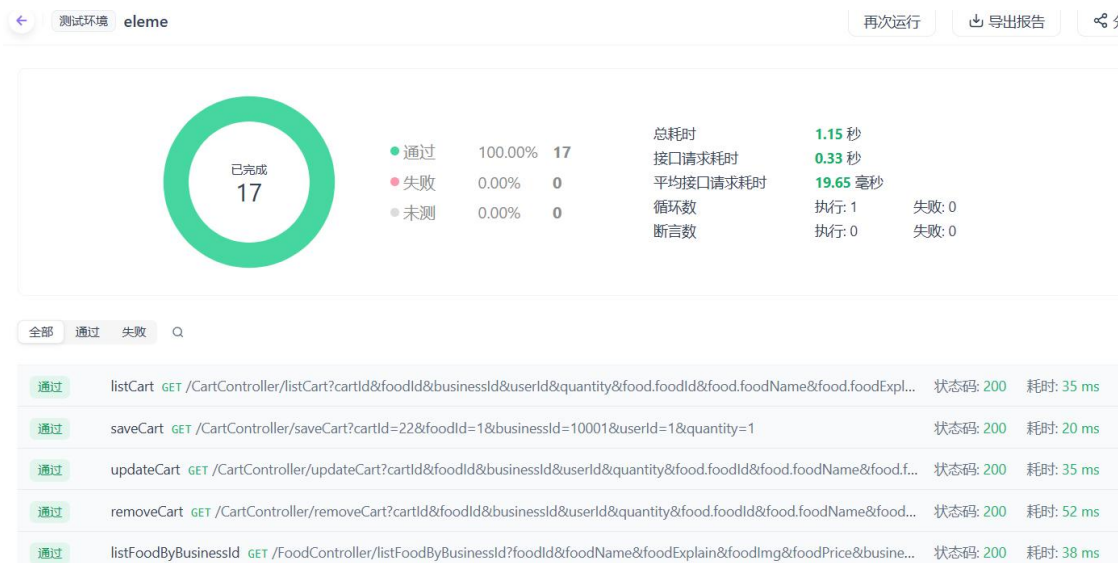 测试环境 eleme 再次运行 导出报告
已完成
17
通过 100.00% 17
失败 0.00% 0
未测 0.00% 0
总耗时 1.15 秒
接口请求耗时 0.33 秒
平均接口请求耗时 19.65 毫秒
循环数 执行: 1 失败: 0
断言数 执行: 0 失败: 0
全部 通过 失败
通过 listCart GET /CartController/listCart?cartId&foodId&businessId&userId&quantity&food.foodId&food.foodName&food.foodExpl... 状态码: 200 耗时: 35 ms
通过 saveCart GET /CartController/saveCart?cartId=22&foodId=1&businessId=10001&userId=1&quantity=1 状态码: 200 耗时: 20 ms
通过 updateCart GET /CartController/updateCart?cartId&foodId&businessId&userId&quantity&food.foodId&food.foodName&food.f... 状态码: 200 耗时: 35 ms
通过 removeCart GET /CartController/removeCart?cartId&foodId&businessId&userId&quantity&food.foodId&food.foodName&food... 状态码: 200 耗时: 52 ms
通过 listFoodByBusinessId GET /FoodController/listFoodByBusinessId?foodId&foodName&foodExplain&foodImg&foodPrice&busine... 状态码: 200 耗时: 38 ms